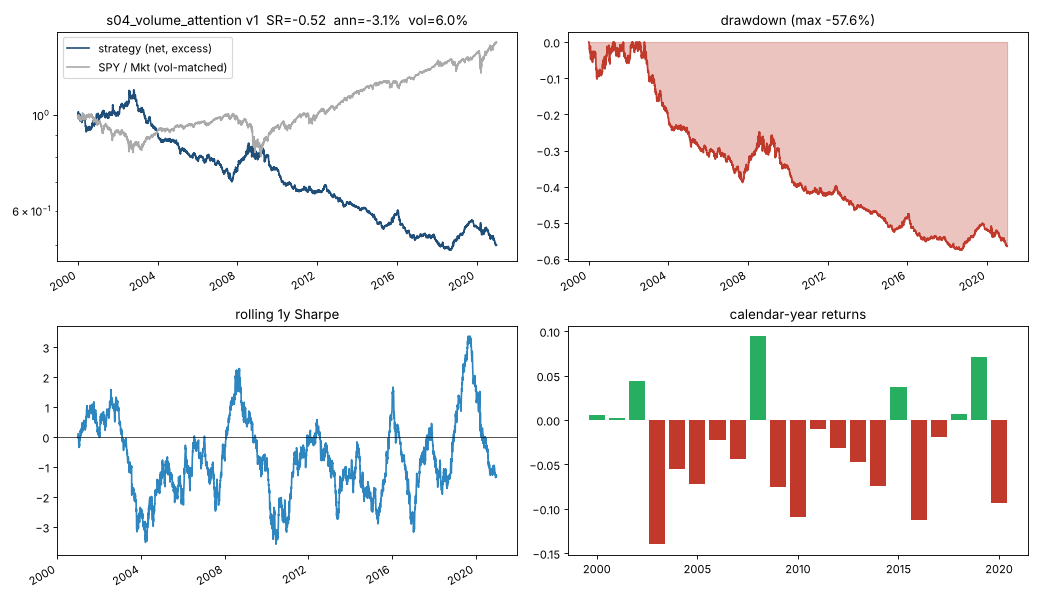 s04_volume_attention v1  SR=-0.52  ann=-3.1%  vol=6.0%
strategy (net, excess)
SPY / Mkt (vol-matched)
10⁰
6 × 10⁻¹
2000 2004 2008 2012 2016 2020
drawdown (max -57.6%)
0.0
−0.1
−0.2
−0.3
−0.4
−0.5
−0.6
2000 2004 2008 2012 2016 2020
rolling 1y Sharpe
3
2
1
0
−1
−2
−3
2000 2004 2008 2012 2016 2020
calendar-year returns
0.10
0.05
0.00
−0.05
−0.10
−0.15
2000 2005 2010 2015 2020